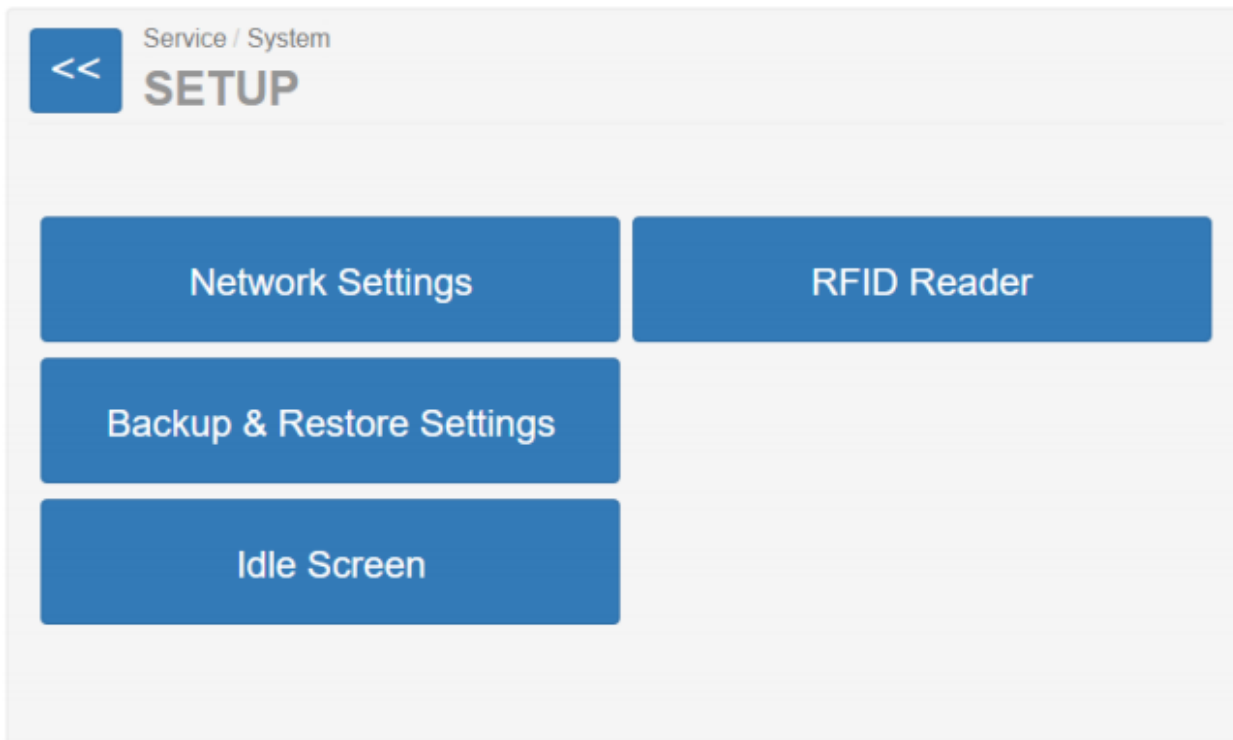 <<
Service / System
SETUP
Network Settings
RFID Reader
Backup & Restore Settings
Idle Screen